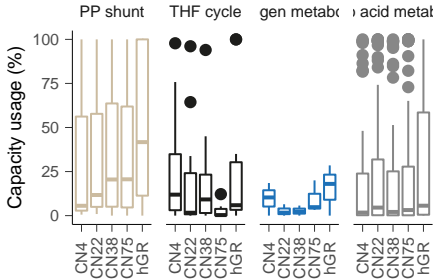 PP shunt THF cycle gen metabo acid metab
Capacity usage (%)
100
75
50
25
0
CN4 CN22 CN38 CN75 hGR CN4 CN22 CN38 CN75 hGR CN4 CN22 CN38 CN75 hGR CN4 CN22 CN38 CN75 hGR